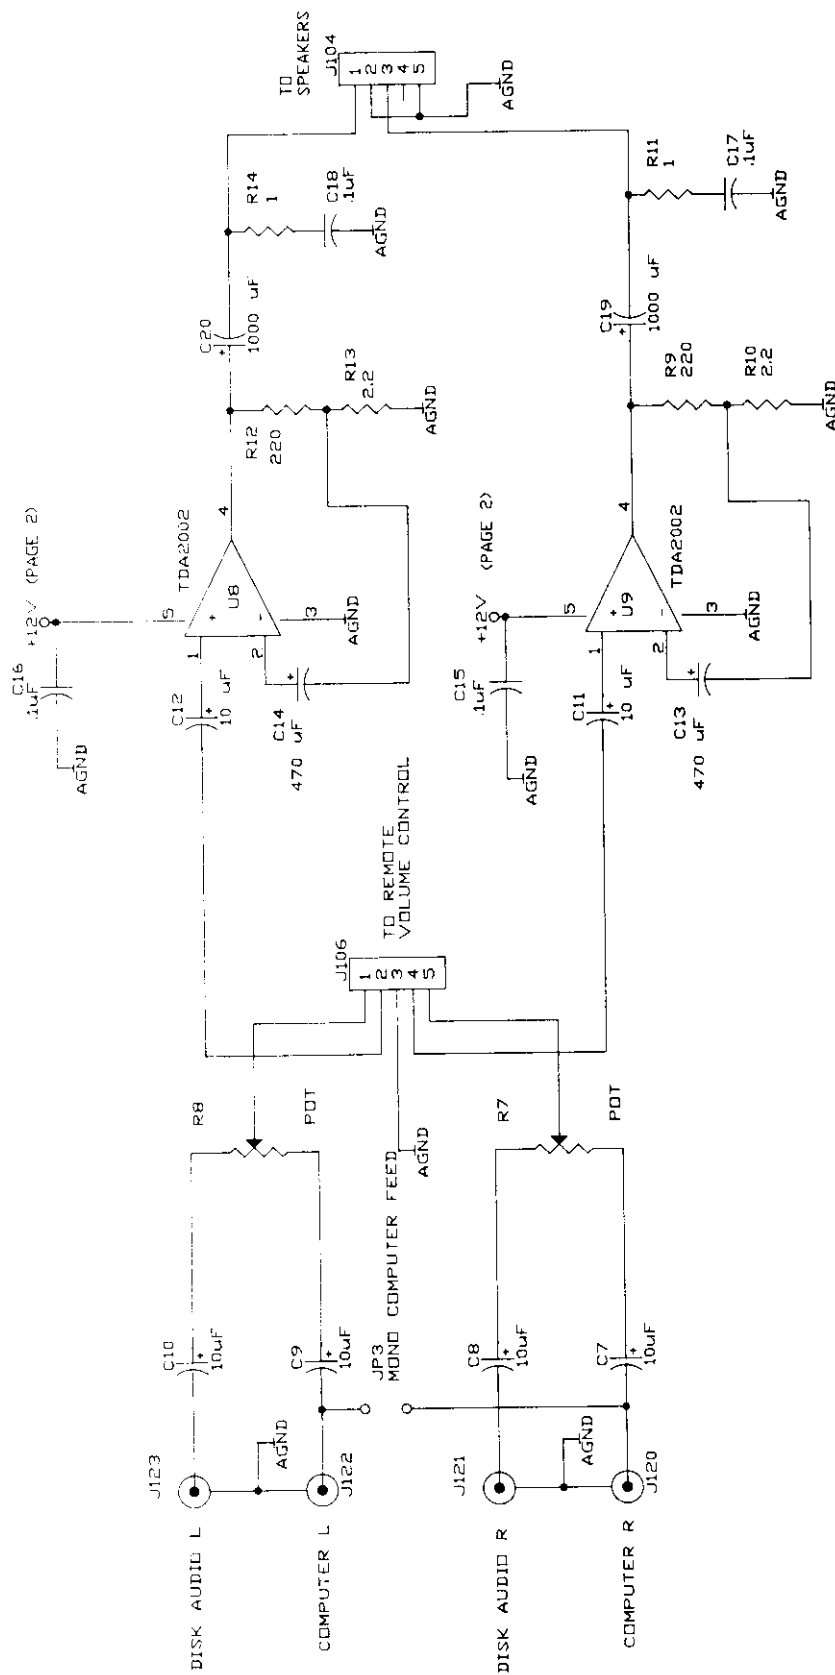 DISK AUDIO L
J123
C10
10uF
+
R8
POT
AGND
COMPUTER L
J122
C9
10uF
+
JP3
MONO COMPUTER FEED
AGND
DISK AUDIO R
J121
C8
10uF
+
R7
POT
AGND
COMPUTER R
J120
C7
10uF
+
J106
1
2
3
4
5
TO REMOTE
VOLUME CONTROL
AGND
C16
.1uF
+12V (PAGE 2)
C12
10 uF
+
1
2
5
+
-
U8
3
4
TDA2002
AGND
C14
470 uF
+
R12
220
R13
2.2
AGND
C20
+
1000 uF
R14
1
C18
.1uF
AGND
TO
SPEAKERS
J104
1
2
3
4
5
AGND
AGND
C15
.1uF
+12V (PAGE 2)
C11
10 uF
+
1
2
5
+
-
U9
3
4
TDA2002
AGND
C13
470 uF
+
R9
220
R10
2.2
AGND
C19
+
1000 uF
R11
1
C17
.1uF
AGND